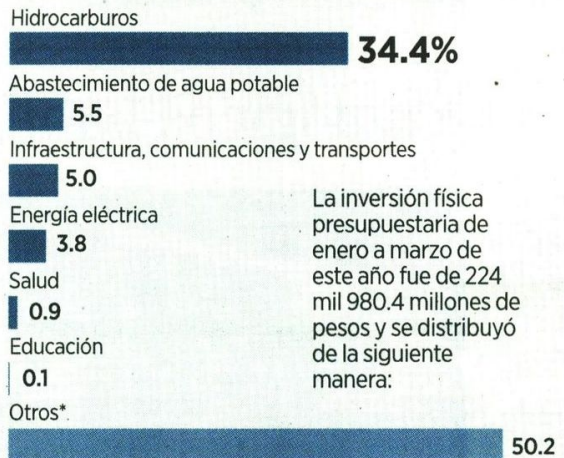 Hidrocarburos
34.4%
Abastecimiento de agua potable
5.5
Infraestructura, comunicaciones y transportes
5.0
Energía eléctrica
3.8
Salud
0.9
Educación
0.1
Otros*
50.2
La inversión física
presupuestaria de
enero a marzo de
este año fue de 224
mil 980.4 millones de
pesos y se distribuyó
de la siguiente
manera: